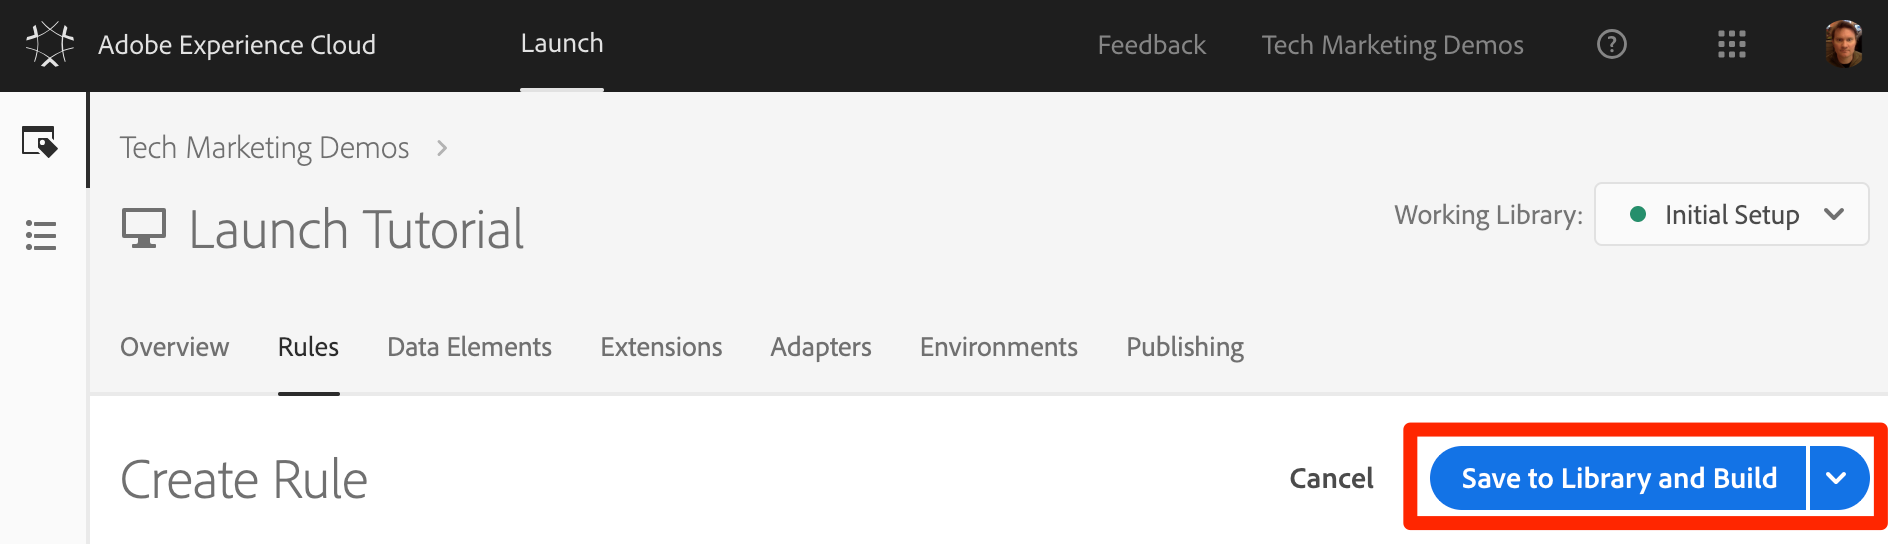 Adobe Experience Cloud
Launch
Feedback
Tech Marketing Demos
?
Tech Marketing Demos >
Launch Tutorial
Working Library:
Initial Setup
Overview
Rules
Data Elements
Extensions
Adapters
Environments
Publishing
Create Rule
Cancel
Save to Library and Build